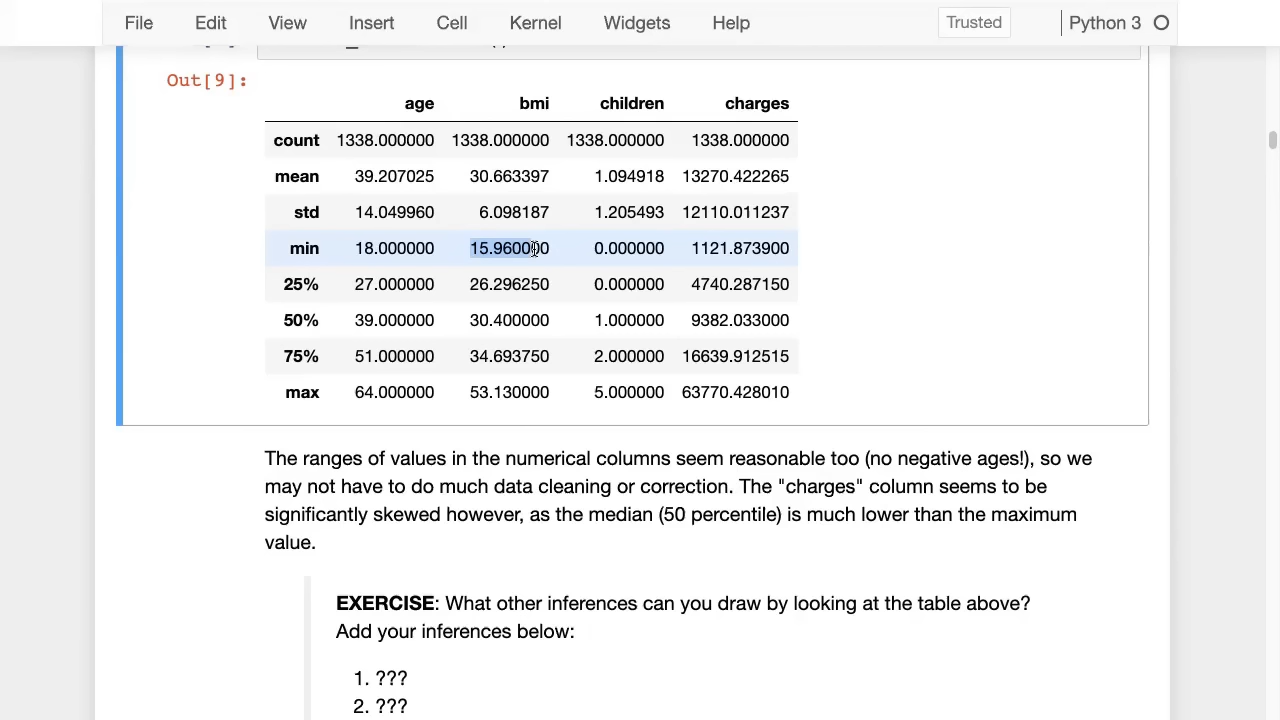 File Edit View Insert Cell Kernel Widgets Help Trusted Python 3
Out[9]:
age bmi children charges
count 1338.000000 1338.000000 1338.000000 1338.000000
mean 39.207025 30.663397 1.094918 13270.422265
std 14.049960 6.098187 1.205493 12110.011237
min 18.000000 15.960000 0.000000 1121.873900
25% 27.000000 26.296250 0.000000 4740.287150
50% 39.000000 30.400000 1.000000 9382.033000
75% 51.000000 34.693750 2.000000 16639.912515
max 64.000000 53.130000 5.000000 63770.428010
The ranges of values in the numerical columns seem reasonable too (no negative ages!), so we
may not have to do much data cleaning or correction. The "charges" column seems to be
significantly skewed however, as the median (50 percentile) is much lower than the maximum
value.
EXERCISE: What other inferences can you draw by looking at the table above?
Add your inferences below:
1. ???
2. ???